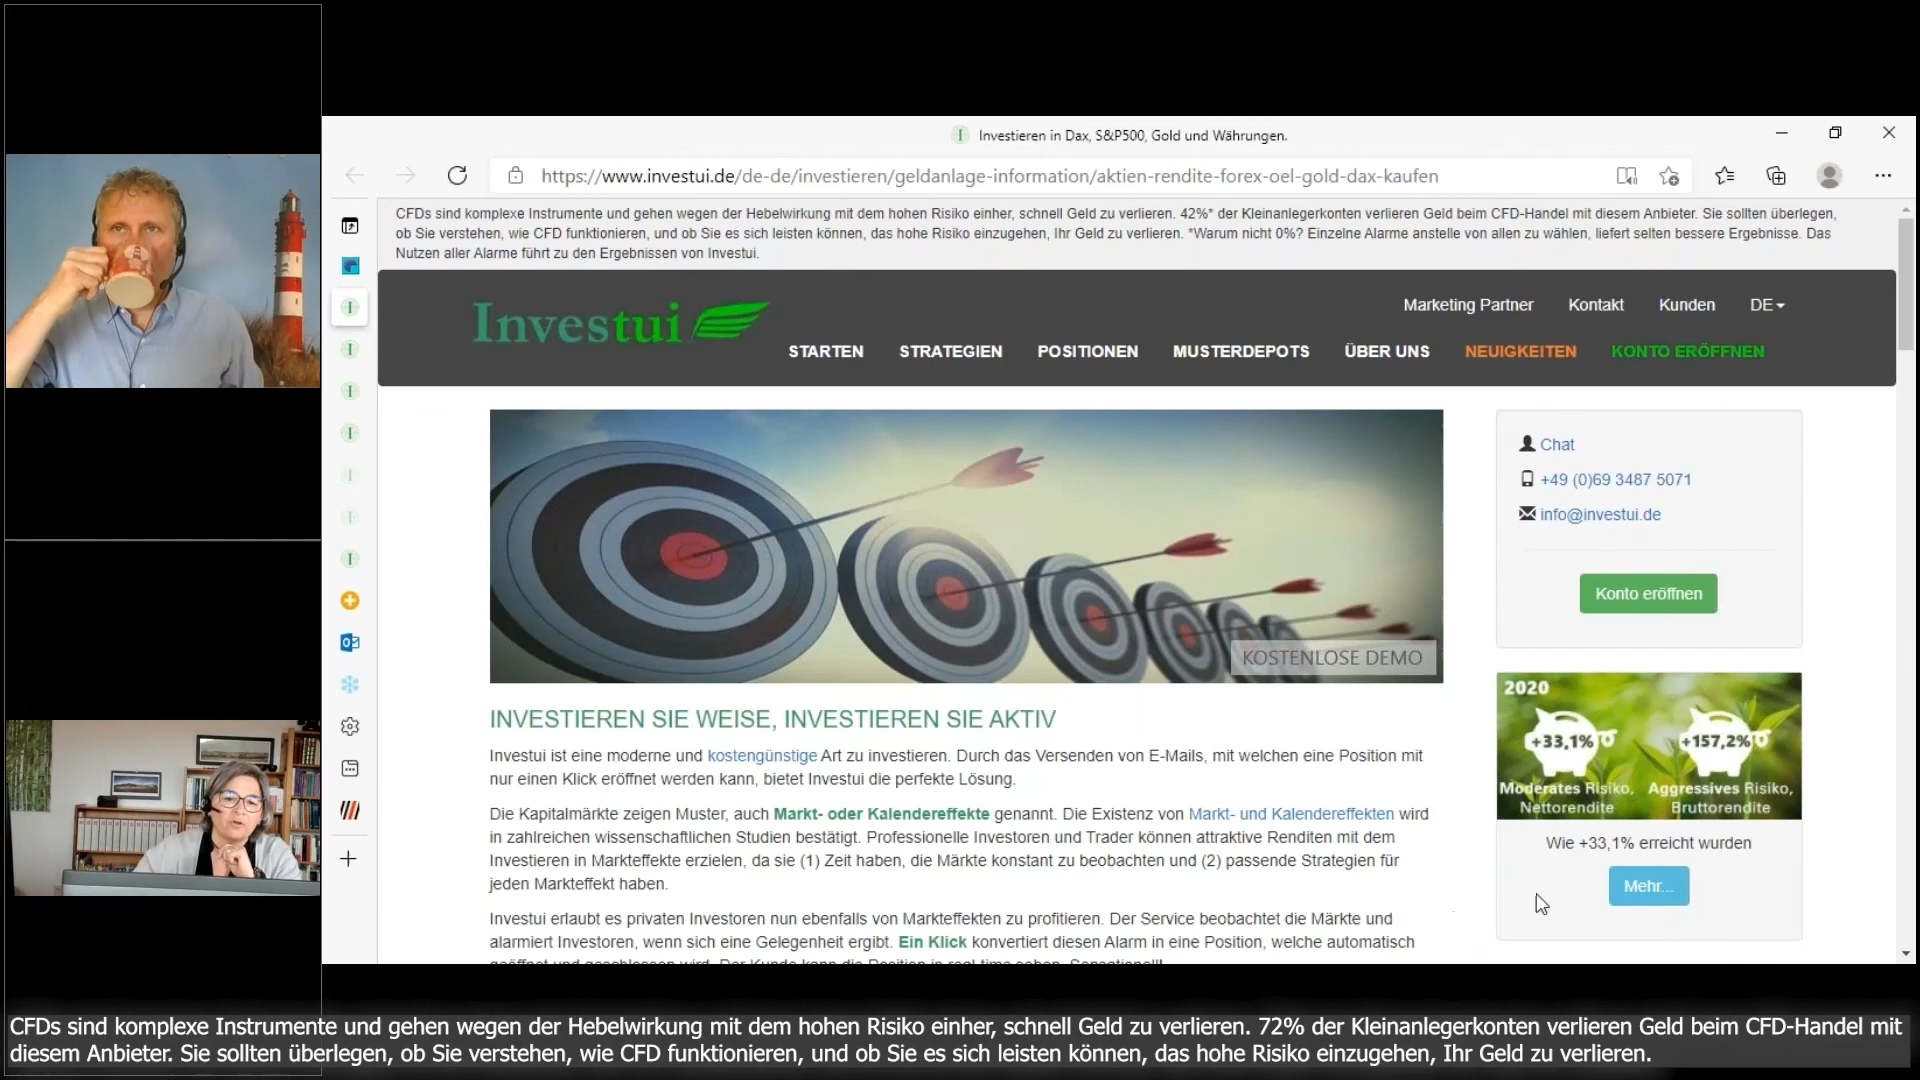 Investieren in Dax, S&P500, Gold und Währungen.
https://www.investui.de/de-de/investieren/geldanlage-information/aktien-rendite-forex-oel-gold-dax-kaufen
CFDs sind komplexe Instrumente und gehen wegen der Hebelwirkung mit dem hohen Risiko einher, schnell Geld zu verlieren. 42%* der Kleinanlegerkonten verlieren Geld beim CFD-Handel mit diesem Anbieter. Sie sollten überlegen,
ob Sie verstehen, wie CFD funktionieren, und ob Sie es sich leisten können, das hohe Risiko einzugehen, Ihr Geld zu verlieren. *Warum nicht 0%? Einzelne Alarme anstelle von allen zu wählen, liefert selten bessere Ergebnisse. Das
Nutzen aller Alarme führt zu den Ergebnissen von Investui.
Investui
Marketing Partner Kontakt Kunden DE
STARTEN STRATEGIEN POSITIONEN MUSTERDEPOTS ÜBER UNS NEUIGKEITEN KONTO ERÖFFNEN
KOSTENLOSE DEMO
INVESTIEREN SIE WEISE, INVESTIEREN SIE AKTIV
Investui ist eine moderne und kostengünstige Art zu investieren. Durch das Versenden von E-Mails, mit welchen eine Position mit
nur einen Klick eröffnet werden kann, bietet Investui die perfekte Lösung.
Die Kapitalmärkte zeigen Muster, auch Markt- oder Kalendereffekte genannt. Die Existenz von Markt- und Kalendereffekten wird
in zahlreichen wissenschaftlichen Studien bestätigt. Professionelle Investoren und Trader können attraktive Renditen mit dem
Investieren in Markteffekte erzielen, da sie (1) Zeit haben, die Märkte konstant zu beobachten und (2) passende Strategien für
jeden Markteffekt haben.
Investui erlaubt es privaten Investoren nun ebenfalls von Markteffekten zu profitieren. Der Service beobachtet die Märkte und
alarmiert Investoren, wenn sich eine Gelegenheit ergibt. Ein Klick konvertiert diesen Alarm in eine Position, welche automatisch
geöffnet und geschlossen wird. Der Kunde kann die Position in real-time sehen. Sensationell!
Chat
+49 (0)69 3487 5071
info@investui.de
Konto eröffnen
2020
+33,1% +157,2%
Moderates Risiko, Aggressives Risiko,
Nettorendite Bruttorendite
Wie +33,1% erreicht wurden
Mehr...
CFDs sind komplexe Instrumente und gehen wegen der Hebelwirkung mit dem hohen Risiko einher, schnell Geld zu verlieren. 72% der Kleinanlegerkonten verlieren Geld beim CFD-Handel mit
diesem Anbieter. Sie sollten überlegen, ob Sie verstehen, wie CFD funktionieren, und ob Sie es sich leisten können, das hohe Risiko einzugehen, Ihr Geld zu verlieren.